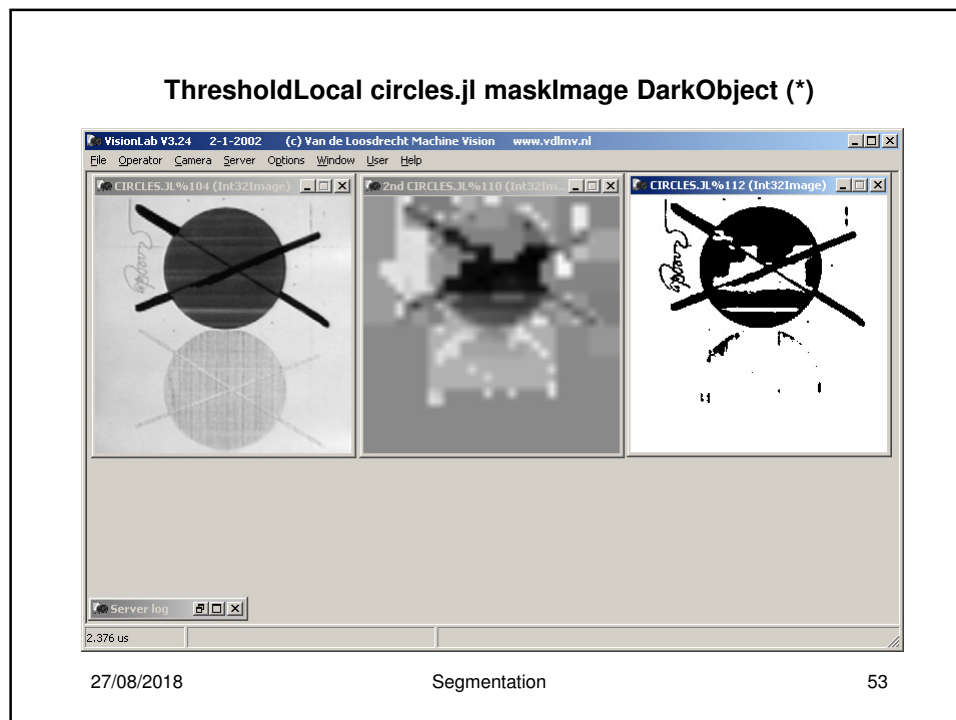 ThresholdLocal circles.jl maskImage DarkObject (*)
VisionLab V3.24 2-1-2002 (c) Van de Loosdrecht Machine Vision www.vdlmv.nl
File Operator Camera Server Options Window User Help
CIRCLES.JL%104 (Int32Image)
2nd CIRCLES.JL%110 (Int32Im...
CIRCLES.JL%112 (Int32Image)
Server log
2.376 us
27/08/2018 Segmentation 53